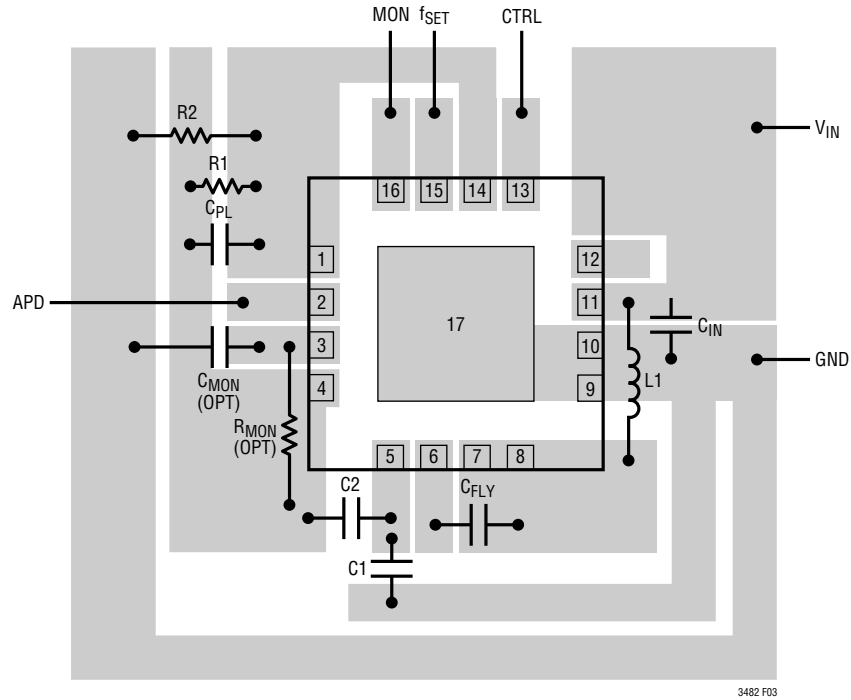 MON fSET CTRL
R2
VIN
R1
16 15 14 13
CPL
1 12
APD
2 11
17
CIN
3 10
GND
CMON
(OPT)
4 9
L1
RMON
(OPT)
5 6 7 8
C2
CFLY
C1
3482 F03